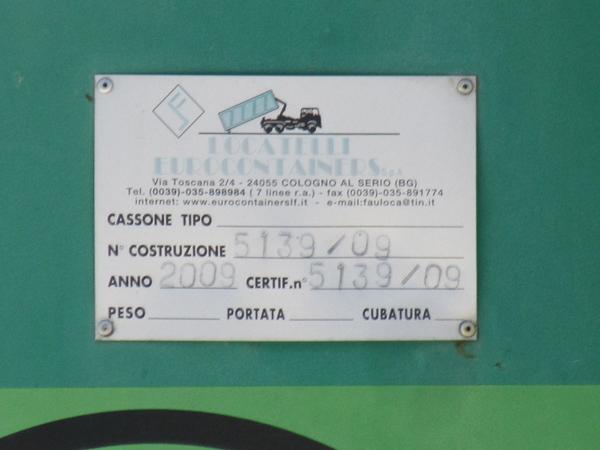 LOCATELLI
EUROCONTAINERS S.p.A.
Via Toscana 2/4 - 24055 COLOGNO AL SERIO (BG)
Tel. (0039)-035-898984 ( 7 linee r.a.) - fax (0039)-035-891774
internet: www.eurocontainerslf.it - e-mail:fauloca@tin.it
CASSONE TIPO
N° COSTRUZIONE 5139/09
ANNO 2009 CERTIF.n° 5139/09
PESO PORTATA CUBATURA